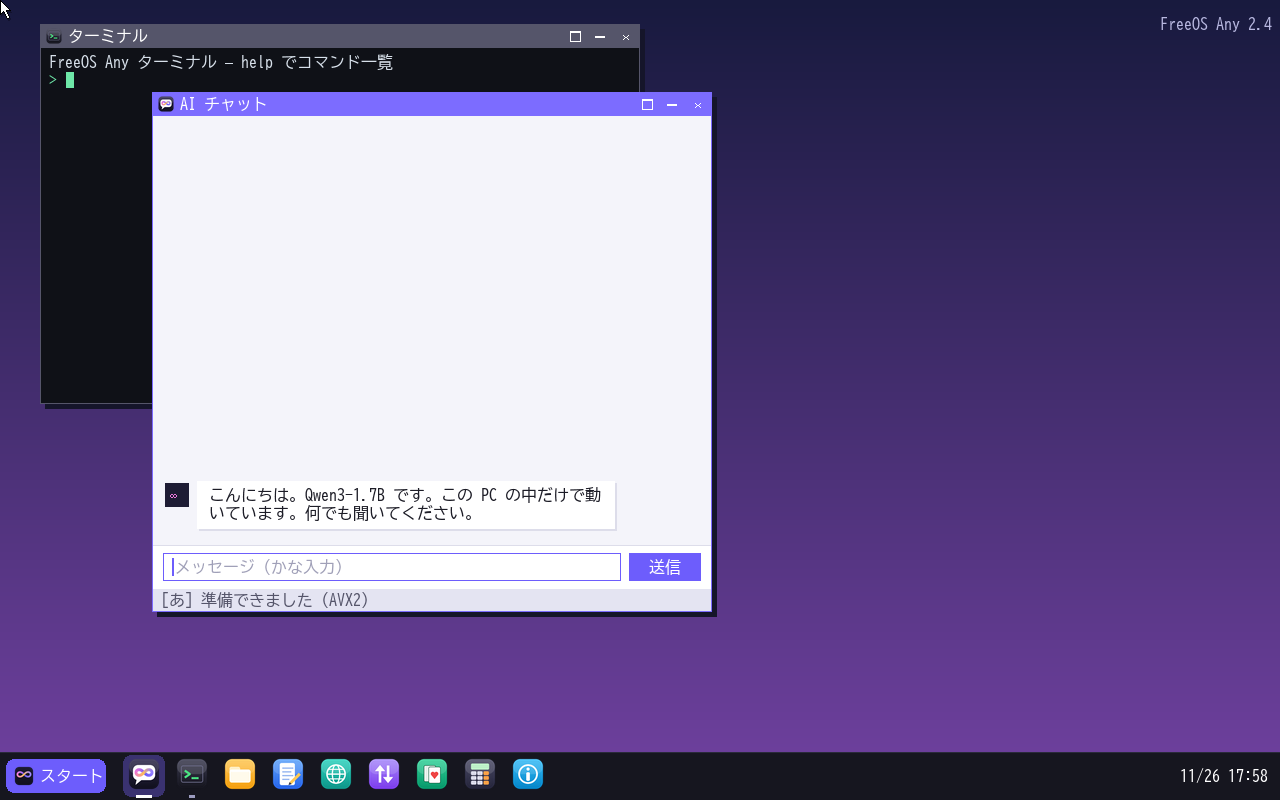 FreeOS Any 2.4
ターミナル
FreeOS Any ターミナル — help でコマンド一覧
>
AI チャット
こんにちは。Qwen3-1.7B です。この PC の中だけで動
いています。何でも聞いてください。
メッセージ (かな入力)
送信
[あ] 準備できました (AVX2)
スタート
11/26 17:58